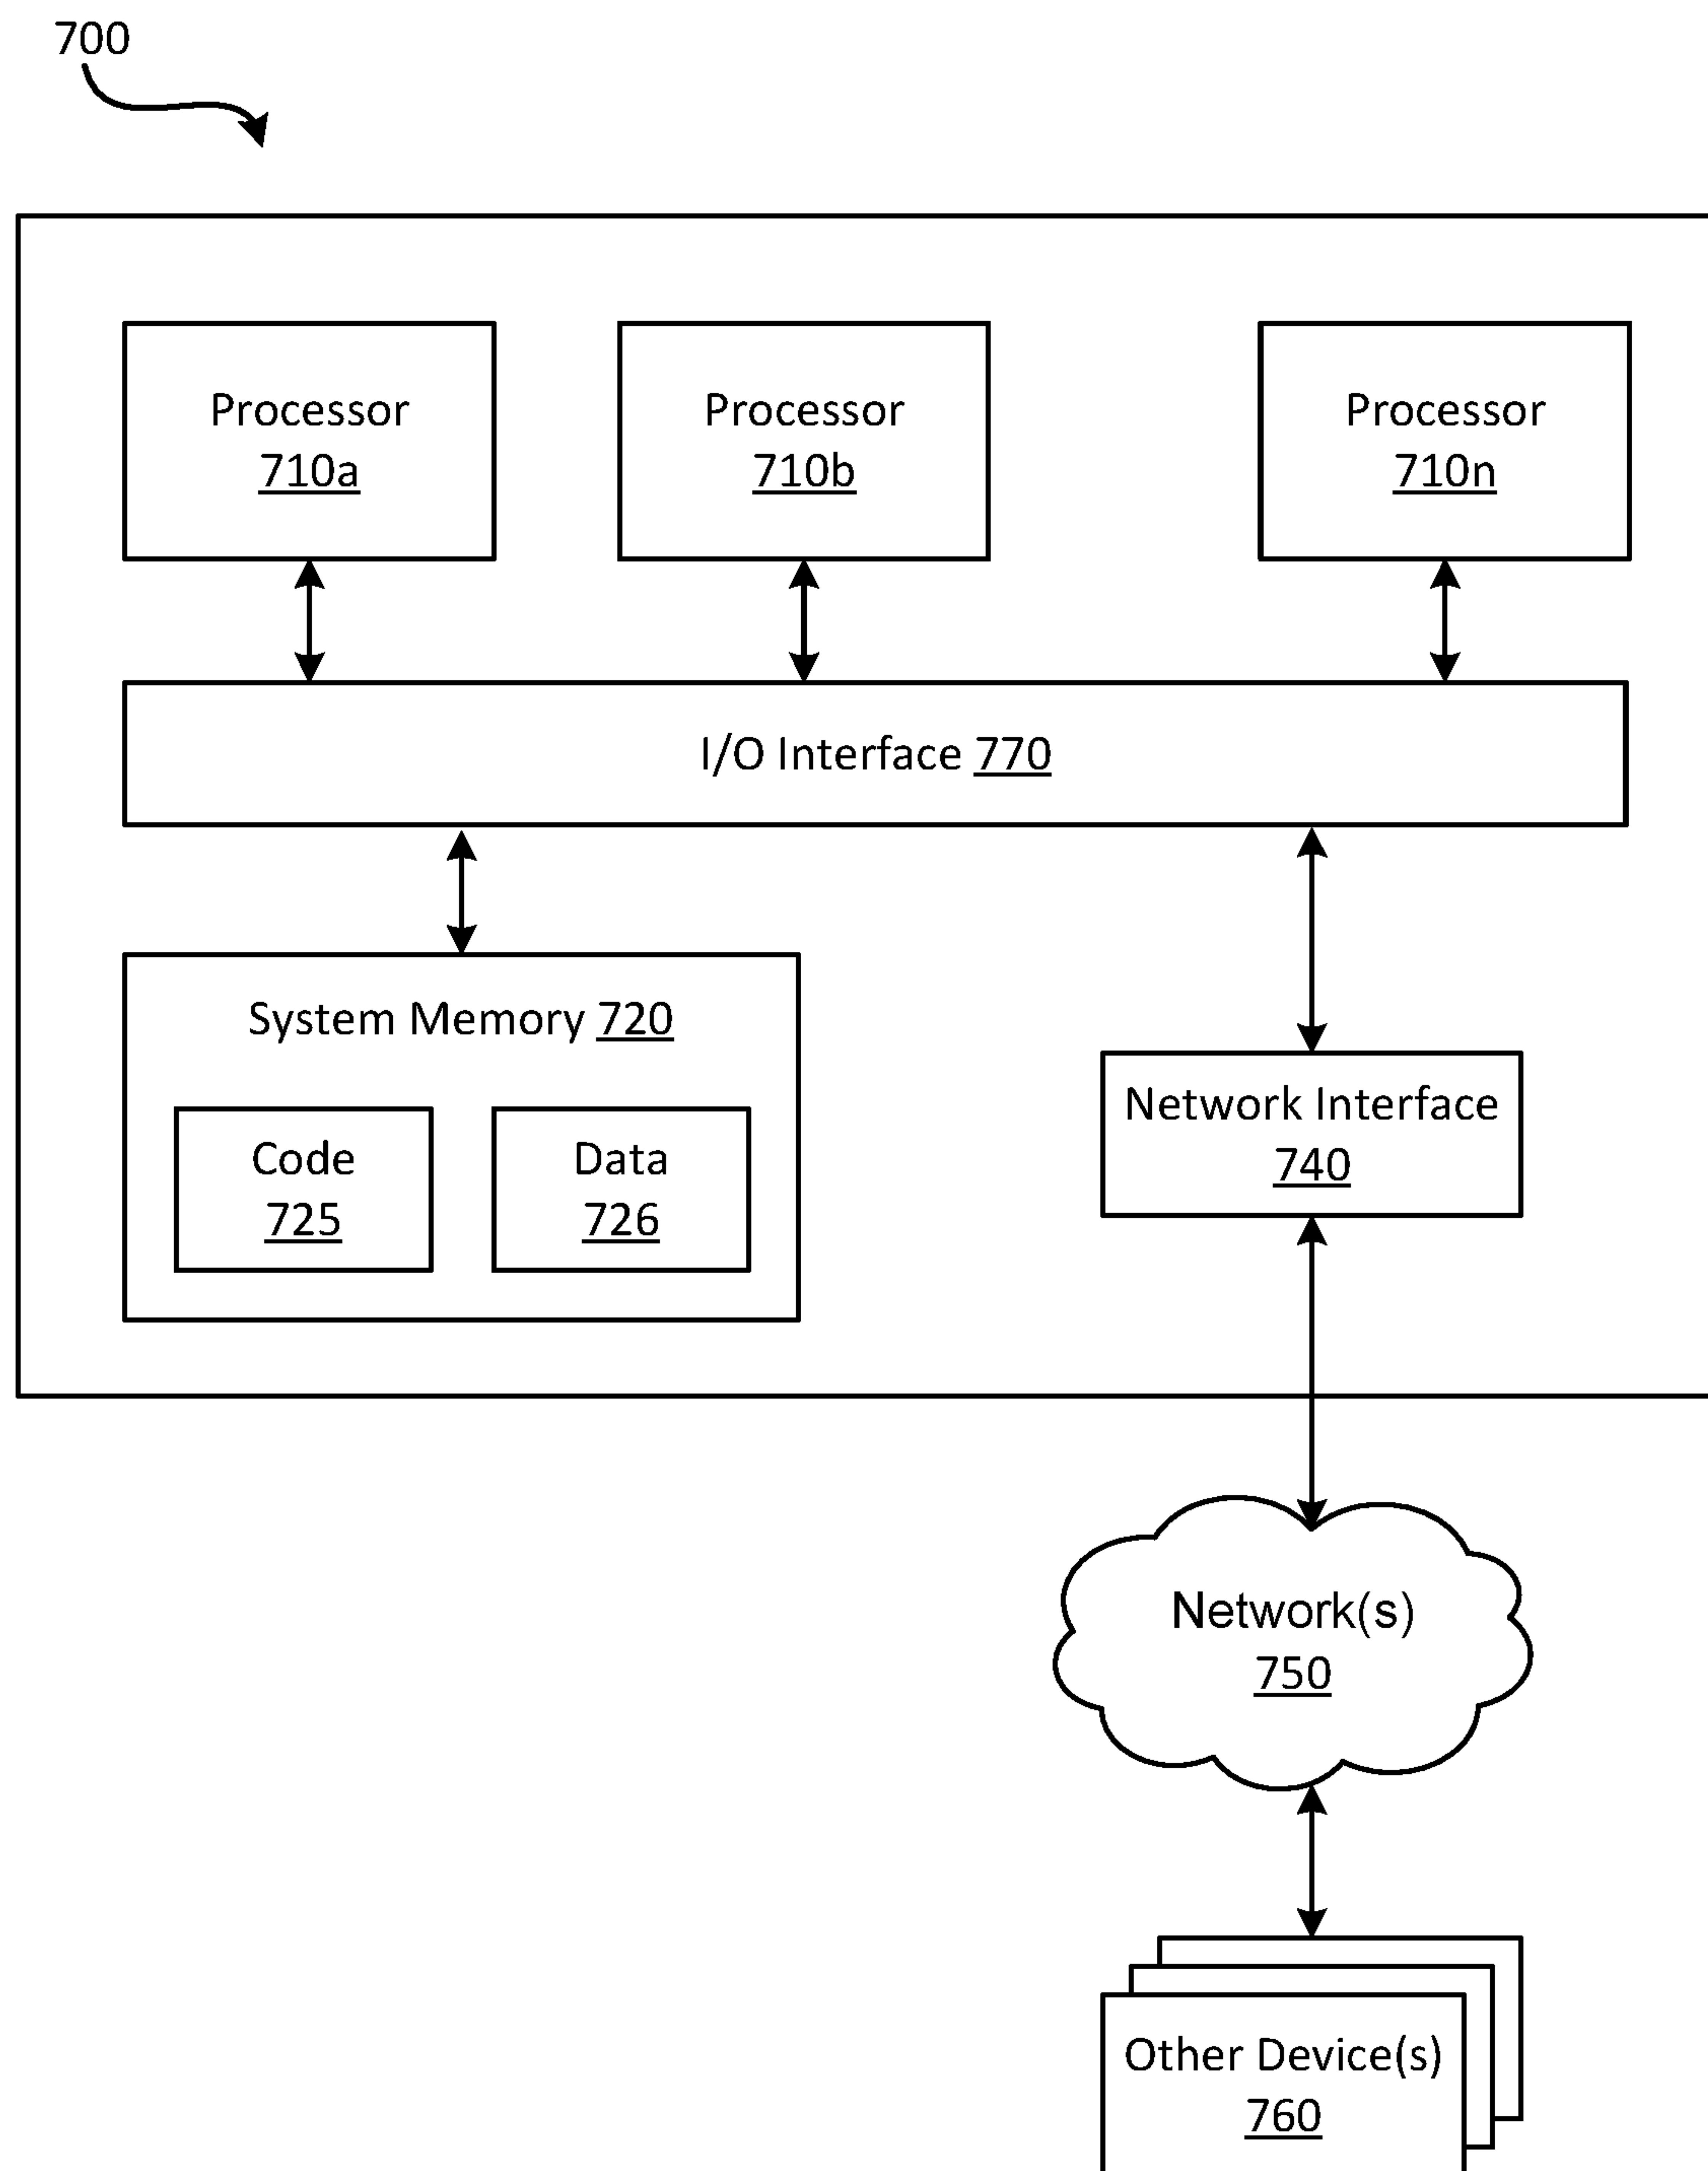 700
Processor
710a
Processor
710b
Processor
710n
I/O Interface 770
System Memory 720
Code
725
Data
726
Network Interface
740
Network(s)
750
Other Device(s)
760